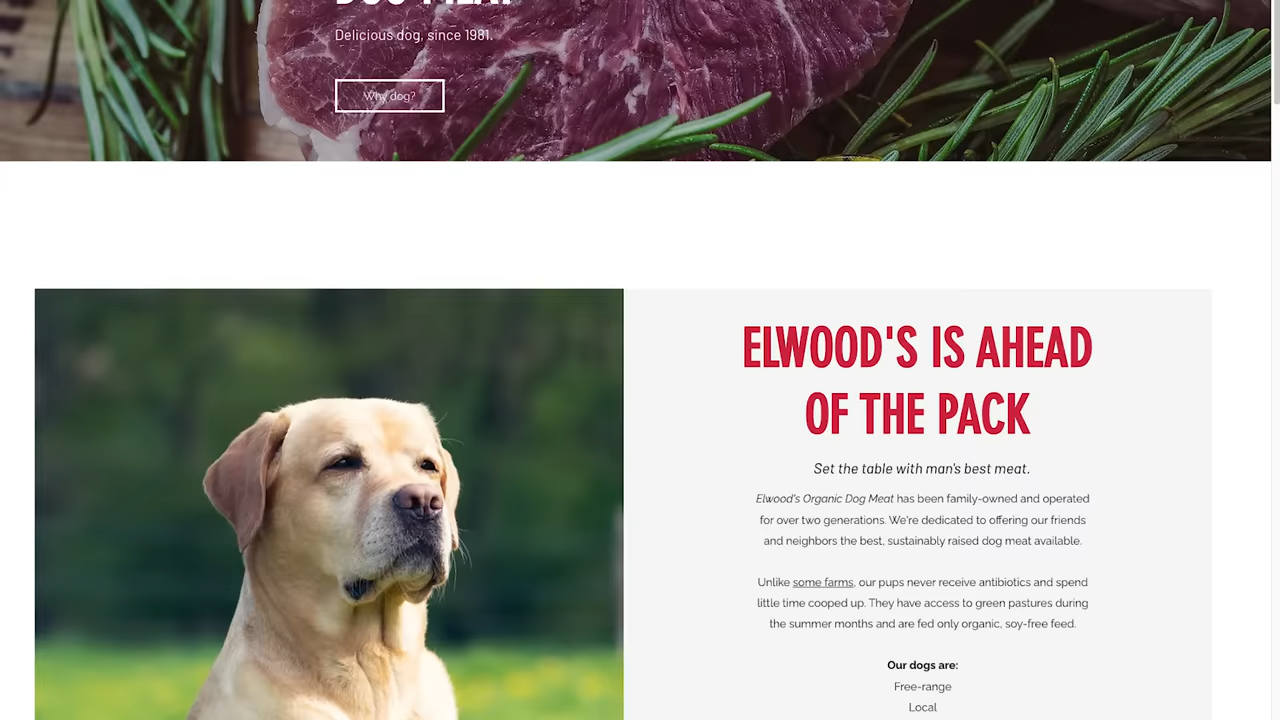 Delicious dog, since 1981.
Why dog?
ELWOOD'S IS AHEAD
OF THE PACK
Set the table with man's best meat.
Elwood's Organic Dog Meat has been family-owned and operated
for over two generations. We're dedicated to offering our friends
and neighbors the best, sustainably raised dog meat available.
Unlike some farms, our pups never receive antibiotics and spend
little time cooped up. They have access to green pastures during
the summer months and are fed only organic, soy-free feed.
Our dogs are:
Free-range
Local